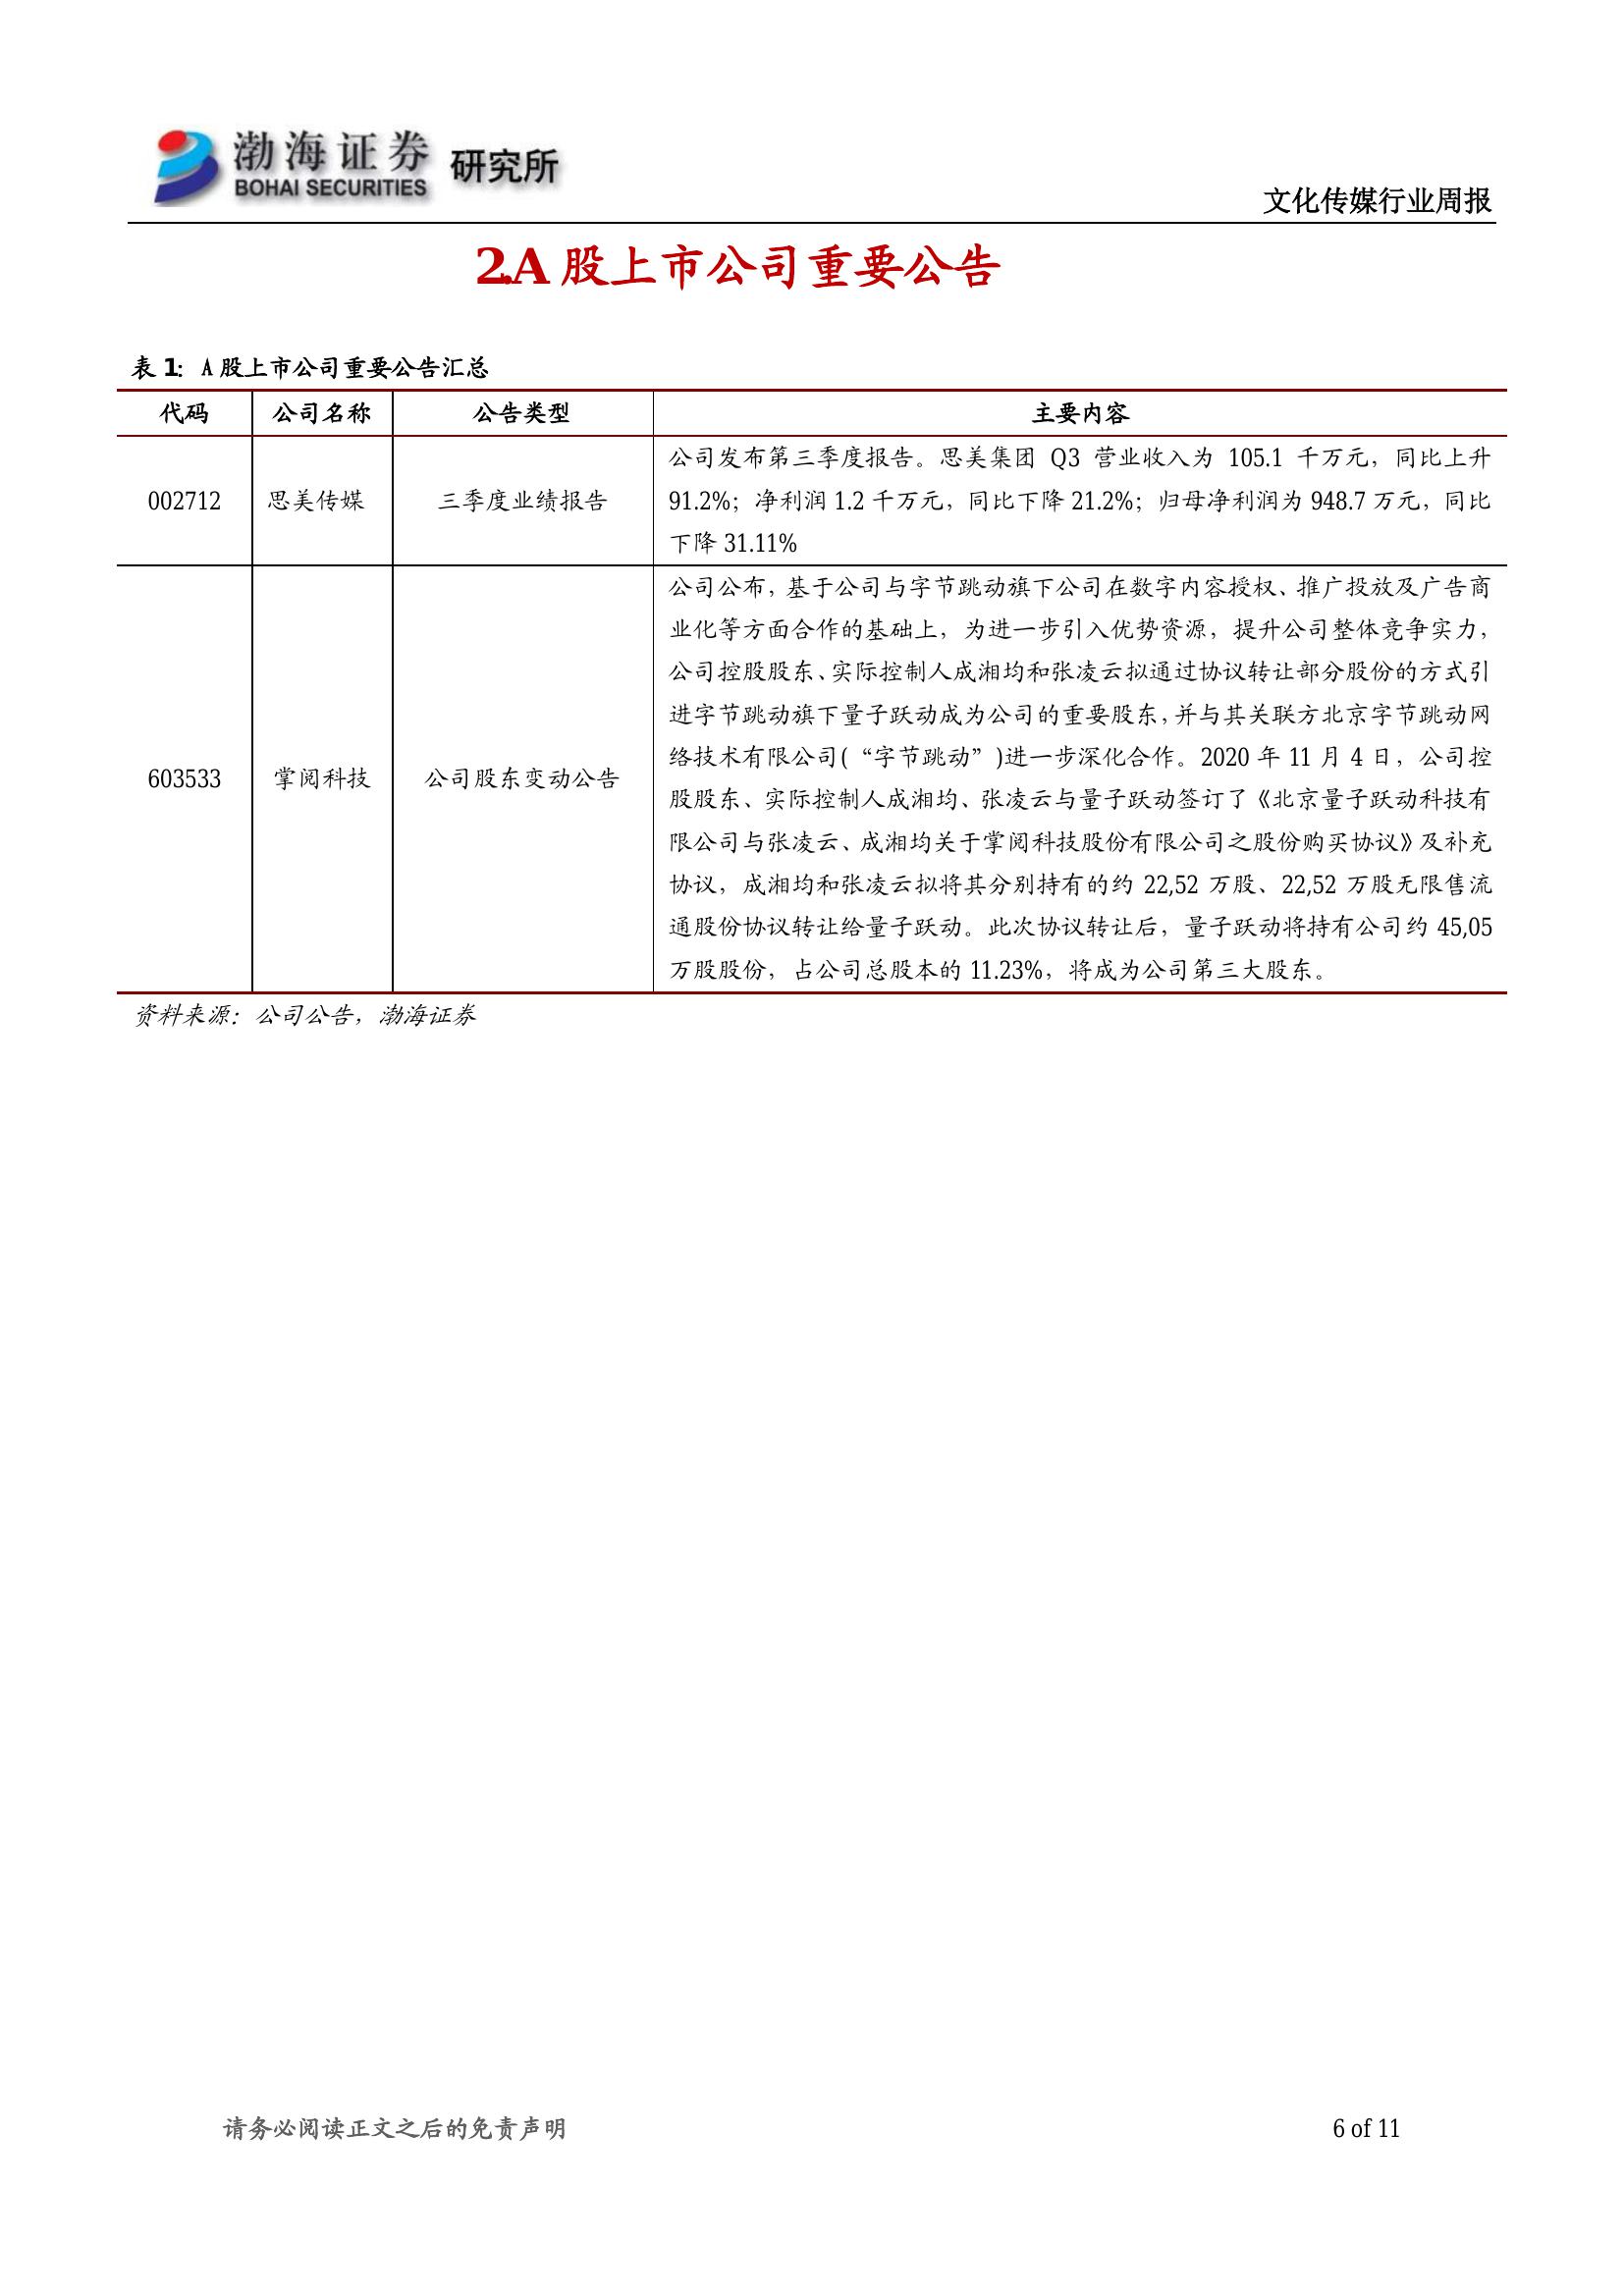 渤海证券 研究所
BOHAI SECURITIES
文化传媒行业周报
2.A 股上市公司重要公告
表 1: A 股上市公司重要公告汇总
代码 公司名称 公告类型 主要内容
002712 思美传媒 三季度业绩报告
公司发布第三季度报告。思美集团 Q3 营业收入为 105.1 千万元，同比上升
91.2%；净利润 1.2 千万元，同比下降 21.2%；归母净利润为 948.7 万元，同比
下降 31.11%
603533 掌阅科技 公司股东变动公告
公司公布，基于公司与字节跳动旗下公司在数字内容授权、推广投放及广告商
业化等方面合作的基础上，为进一步引入优势资源，提升公司整体竞争实力，
公司控股股东、实际控制人成湘均和张凌云拟通过协议转让部分股份的方式引
进字节跳动旗下量子跃动成为公司的重要股东，并与其关联方北京字节跳动网
络技术有限公司(“字节跳动”)进一步深化合作。2020 年 11 月 4 日，公司控
股股东、实际控制人成湘均、张凌云与量子跃动签订了《北京量子跃动科技有
限公司与张凌云、成湘均关于掌阅科技股份有限公司之股份购买协议》及补充
协议，成湘均和张凌云拟将其分别持有的约 22,52 万股、22,52 万股无限售流
通股份协议转让给量子跃动。此次协议转让后，量子跃动将持有公司约 45,05
万股股份，占公司总股本的 11.23%，将成为公司第三大股东。
资料来源：公司公告，渤海证券
请务必阅读正文之后的免责声明 6 of 11